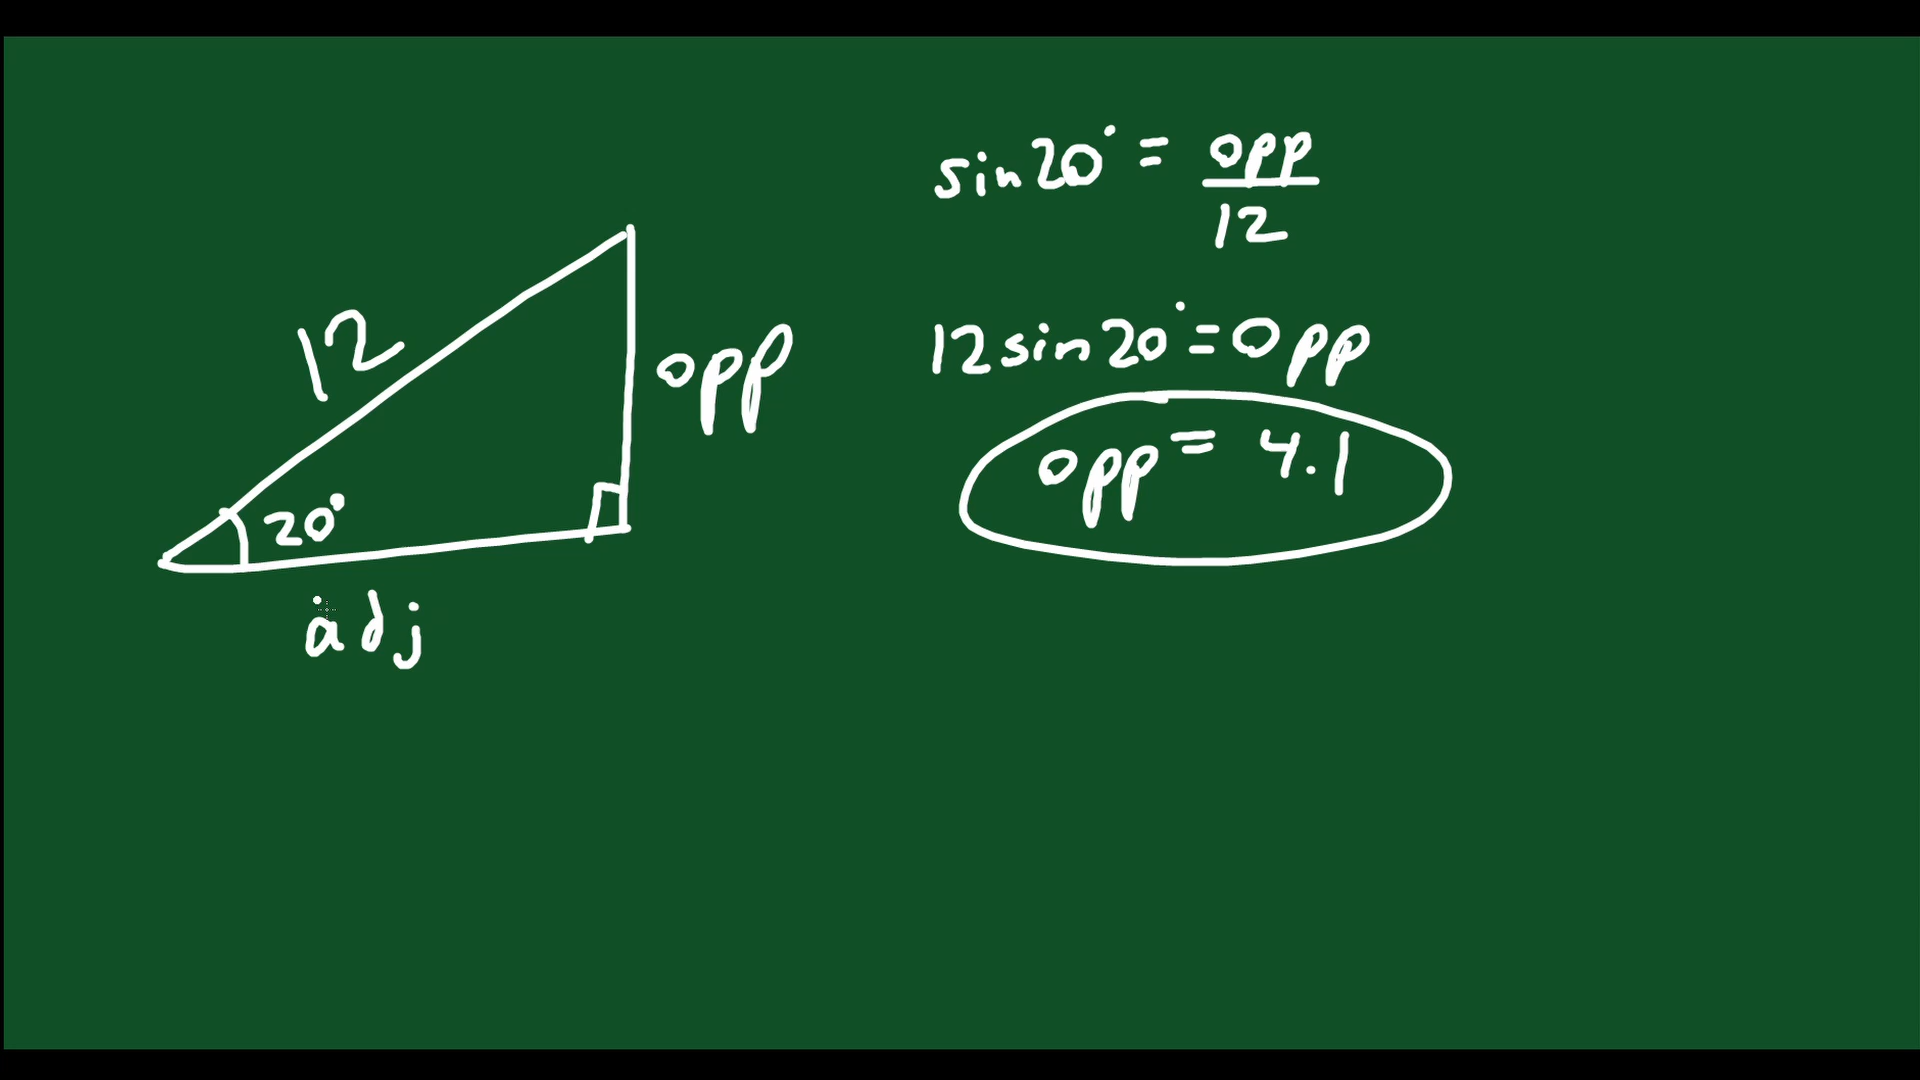 12
opp
20°
adj
sin20° = opp/12
12sin20° = opp
opp = 4.1